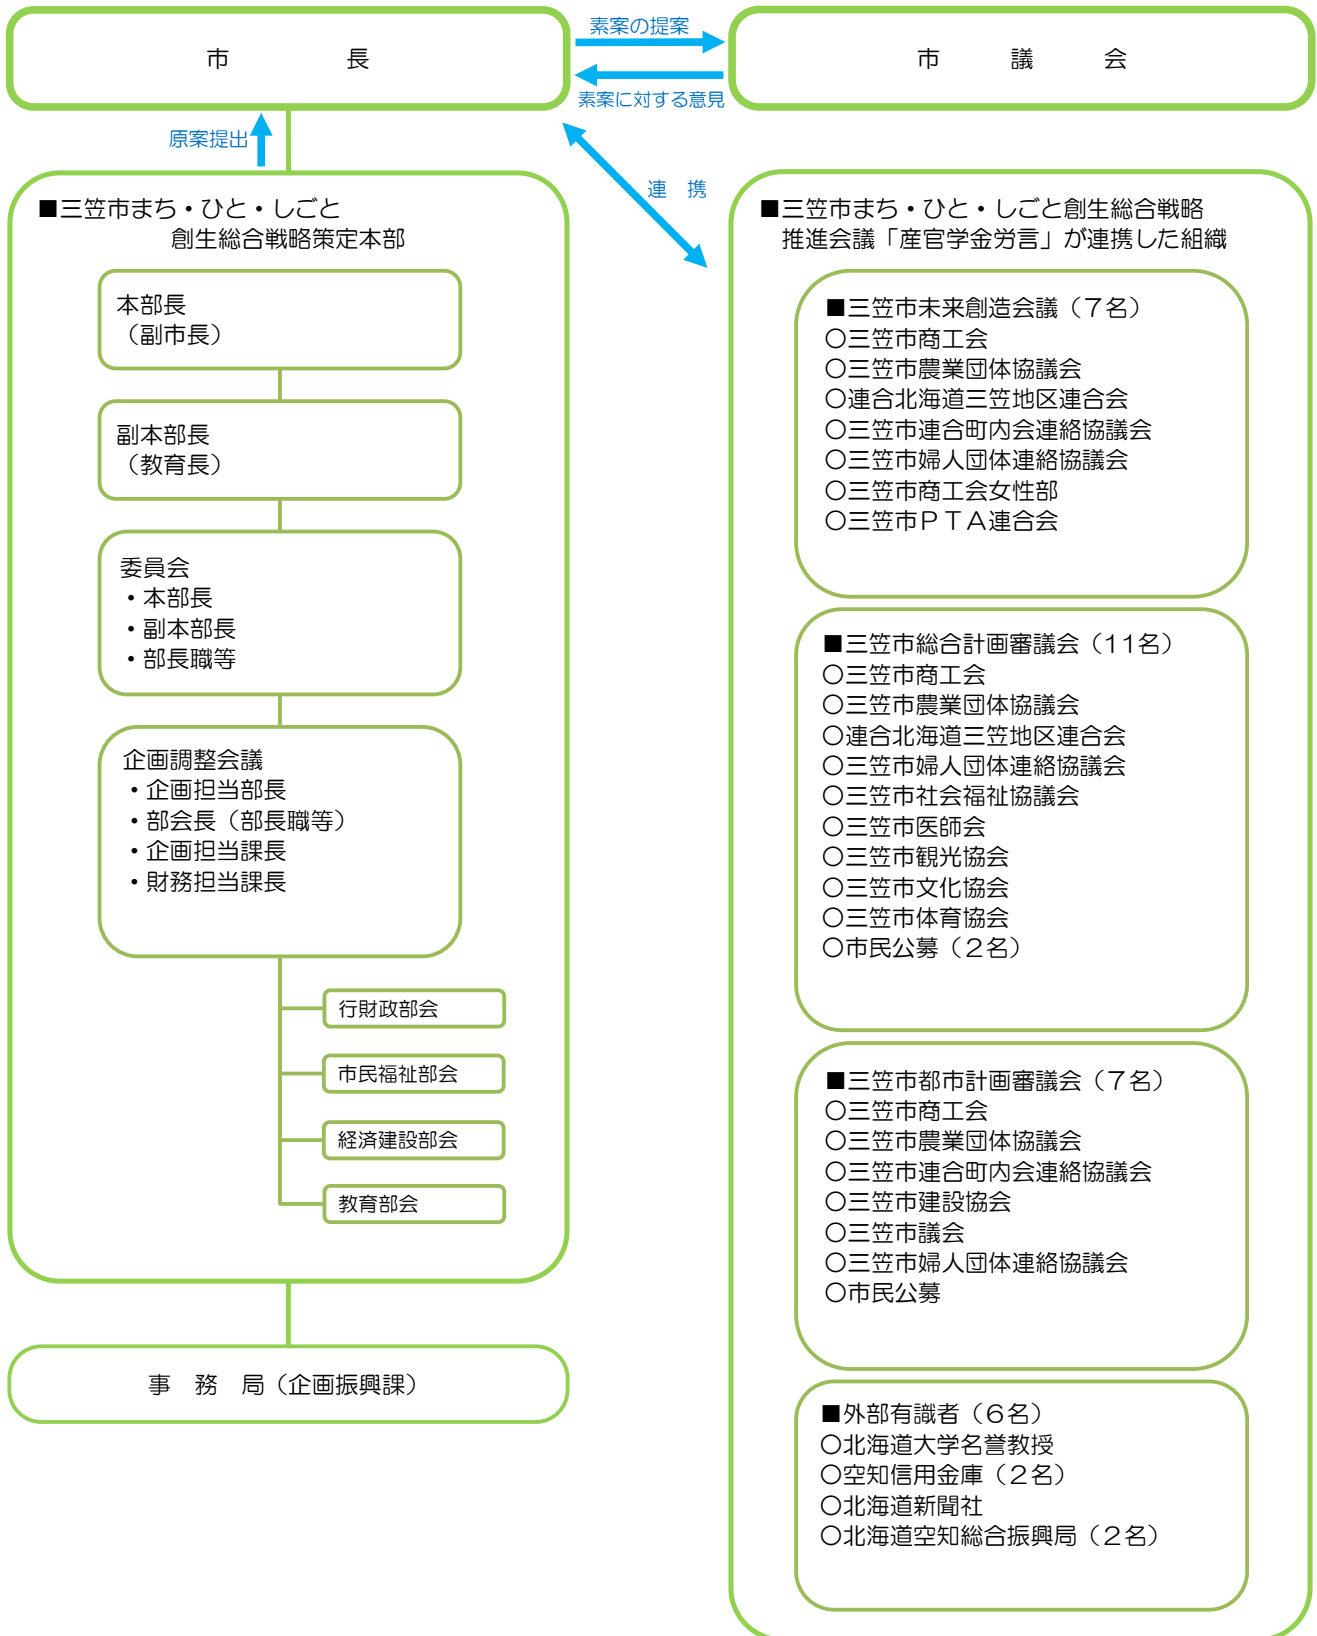 市　　　長
素案の提案
素案に対する意見
市　議　会
原案提出
連　携
■三笠市まち・ひと・しごと
創生総合戦略策定本部
本部長
（副市長）
副本部長
（教育長）
委員会
・本部長
・副本部長
・部長職等
企画調整会議
・企画担当部長
・部会長（部長職等）
・企画担当課長
・財務担当課長
行財政部会
市民福祉部会
経済建設部会
教育部会
事　務　局（企画振興課）
■三笠市まち・ひと・しごと創生総合戦略
推進会議「産官学金労言」が連携した組織
■三笠市未来創造会議（７名）
○三笠市商工会
○三笠市農業団体協議会
○連合北海道三笠地区連合会
○三笠市連合町内会連絡協議会
○三笠市婦人団体連絡協議会
○三笠市商工会女性部
○三笠市ＰＴＡ連合会
■三笠市総合計画審議会（11名）
○三笠市商工会
○三笠市農業団体協議会
○連合北海道三笠地区連合会
○三笠市婦人団体連絡協議会
○三笠市社会福祉協議会
○三笠市医師会
○三笠市観光協会
○三笠市文化協会
○三笠市体育協会
○市民公募（２名）
■三笠市都市計画審議会（７名）
○三笠市商工会
○三笠市農業団体協議会
○三笠市連合町内会連絡協議会
○三笠市建設協会
○三笠市議会
○三笠市婦人団体連絡協議会
○市民公募
■外部有識者（６名）
○北海道大学名誉教授
○空知信用金庫（２名）
○北海道新聞社
○北海道空知総合振興局（２名）